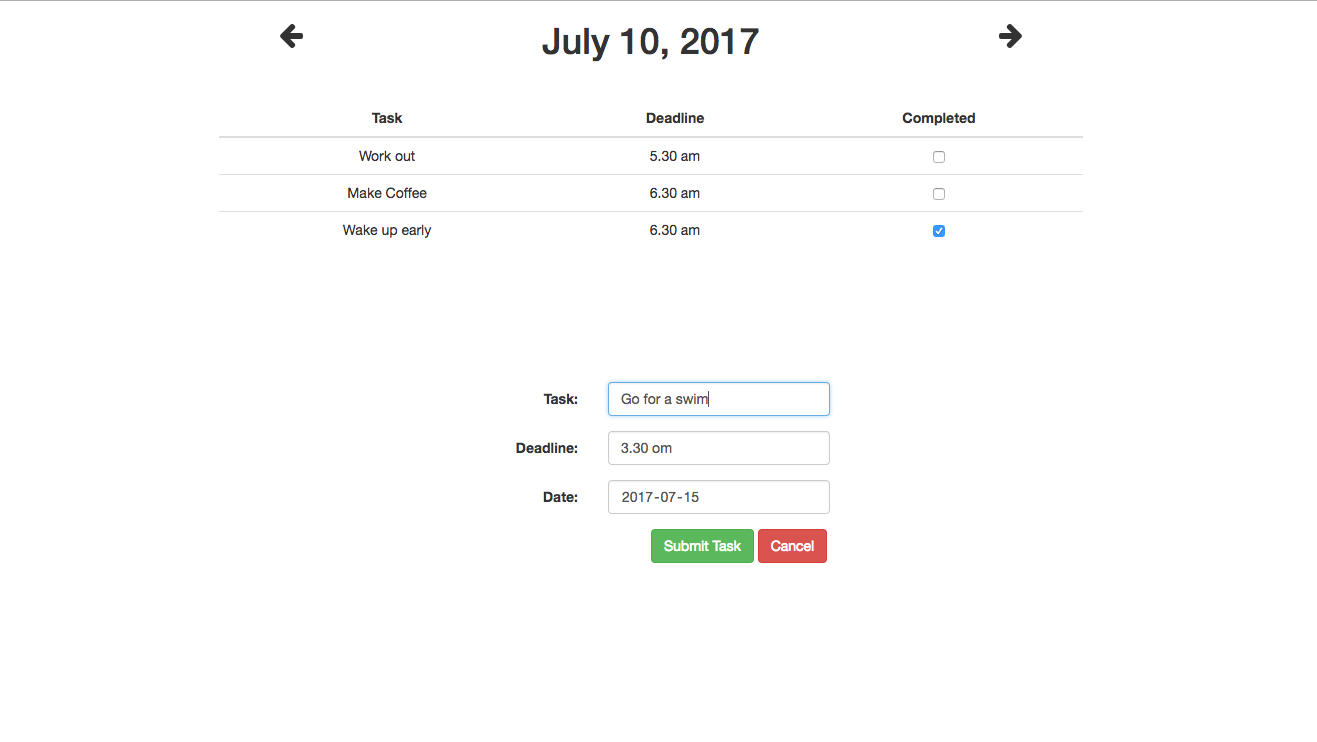 July 10, 2017
Task Deadline Completed
Work out 5.30 am
Make Coffee 6.30 am
Wake up early 6.30 am
Task: Go for a swim
Deadline: 3.30 om
Date: 2017-07-15
Submit Task Cancel